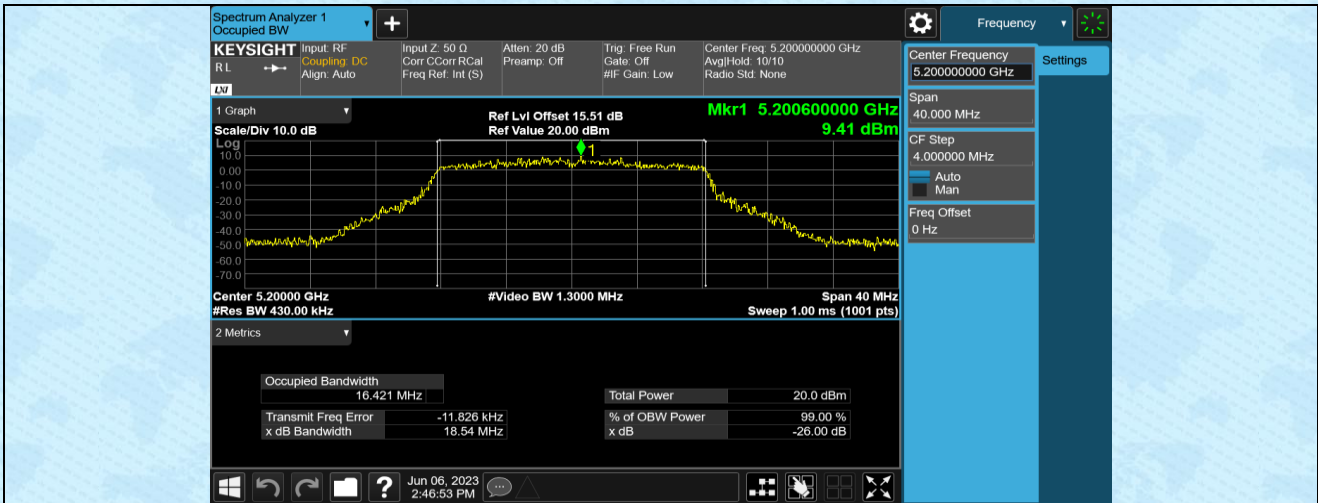 Spectrum Analyzer 1
Occupied BW
Frequency
KEYSIGHT
R L
LXI
Input: RF
Coupling: DC
Align: Auto
Input Z: 50 Ω
Corr CCorr RCal
Freq Ref: Int (S)
Atten: 20 dB
Preamp: Off
Trig: Free Run
Gate: Off
#IF Gain: Low
Center Freq: 5.200000000 GHz
Avg|Hold: 10/10
Radio Std: None
Center Frequency
5.200000000 GHz
Settings
Span
40.000 MHz
CF Step
4.000000 MHz
Auto
Man
Freq Offset
0 Hz
1 Graph
Scale/Div 10.0 dB
Ref Lvl Offset 15.51 dB
Ref Value 20.00 dBm
Mkr1 5.200600000 GHz
9.41 dBm
Log
10.0
0.00
-10.0
-20.0
-30.0
-40.0
-50.0
-60.0
-70.0
1
Center 5.20000 GHz
#Res BW 430.00 kHz
#Video BW 1.3000 MHz
Span 40 MHz
Sweep 1.00 ms (1001 pts)
2 Metrics
Occupied Bandwidth
16.421 MHz
Total Power 20.0 dBm
Transmit Freq Error -11.826 kHz
% of OBW Power 99.00 %
x dB Bandwidth 18.54 MHz
x dB -26.00 dB
?
Jun 06, 2023
2:46:53 PM